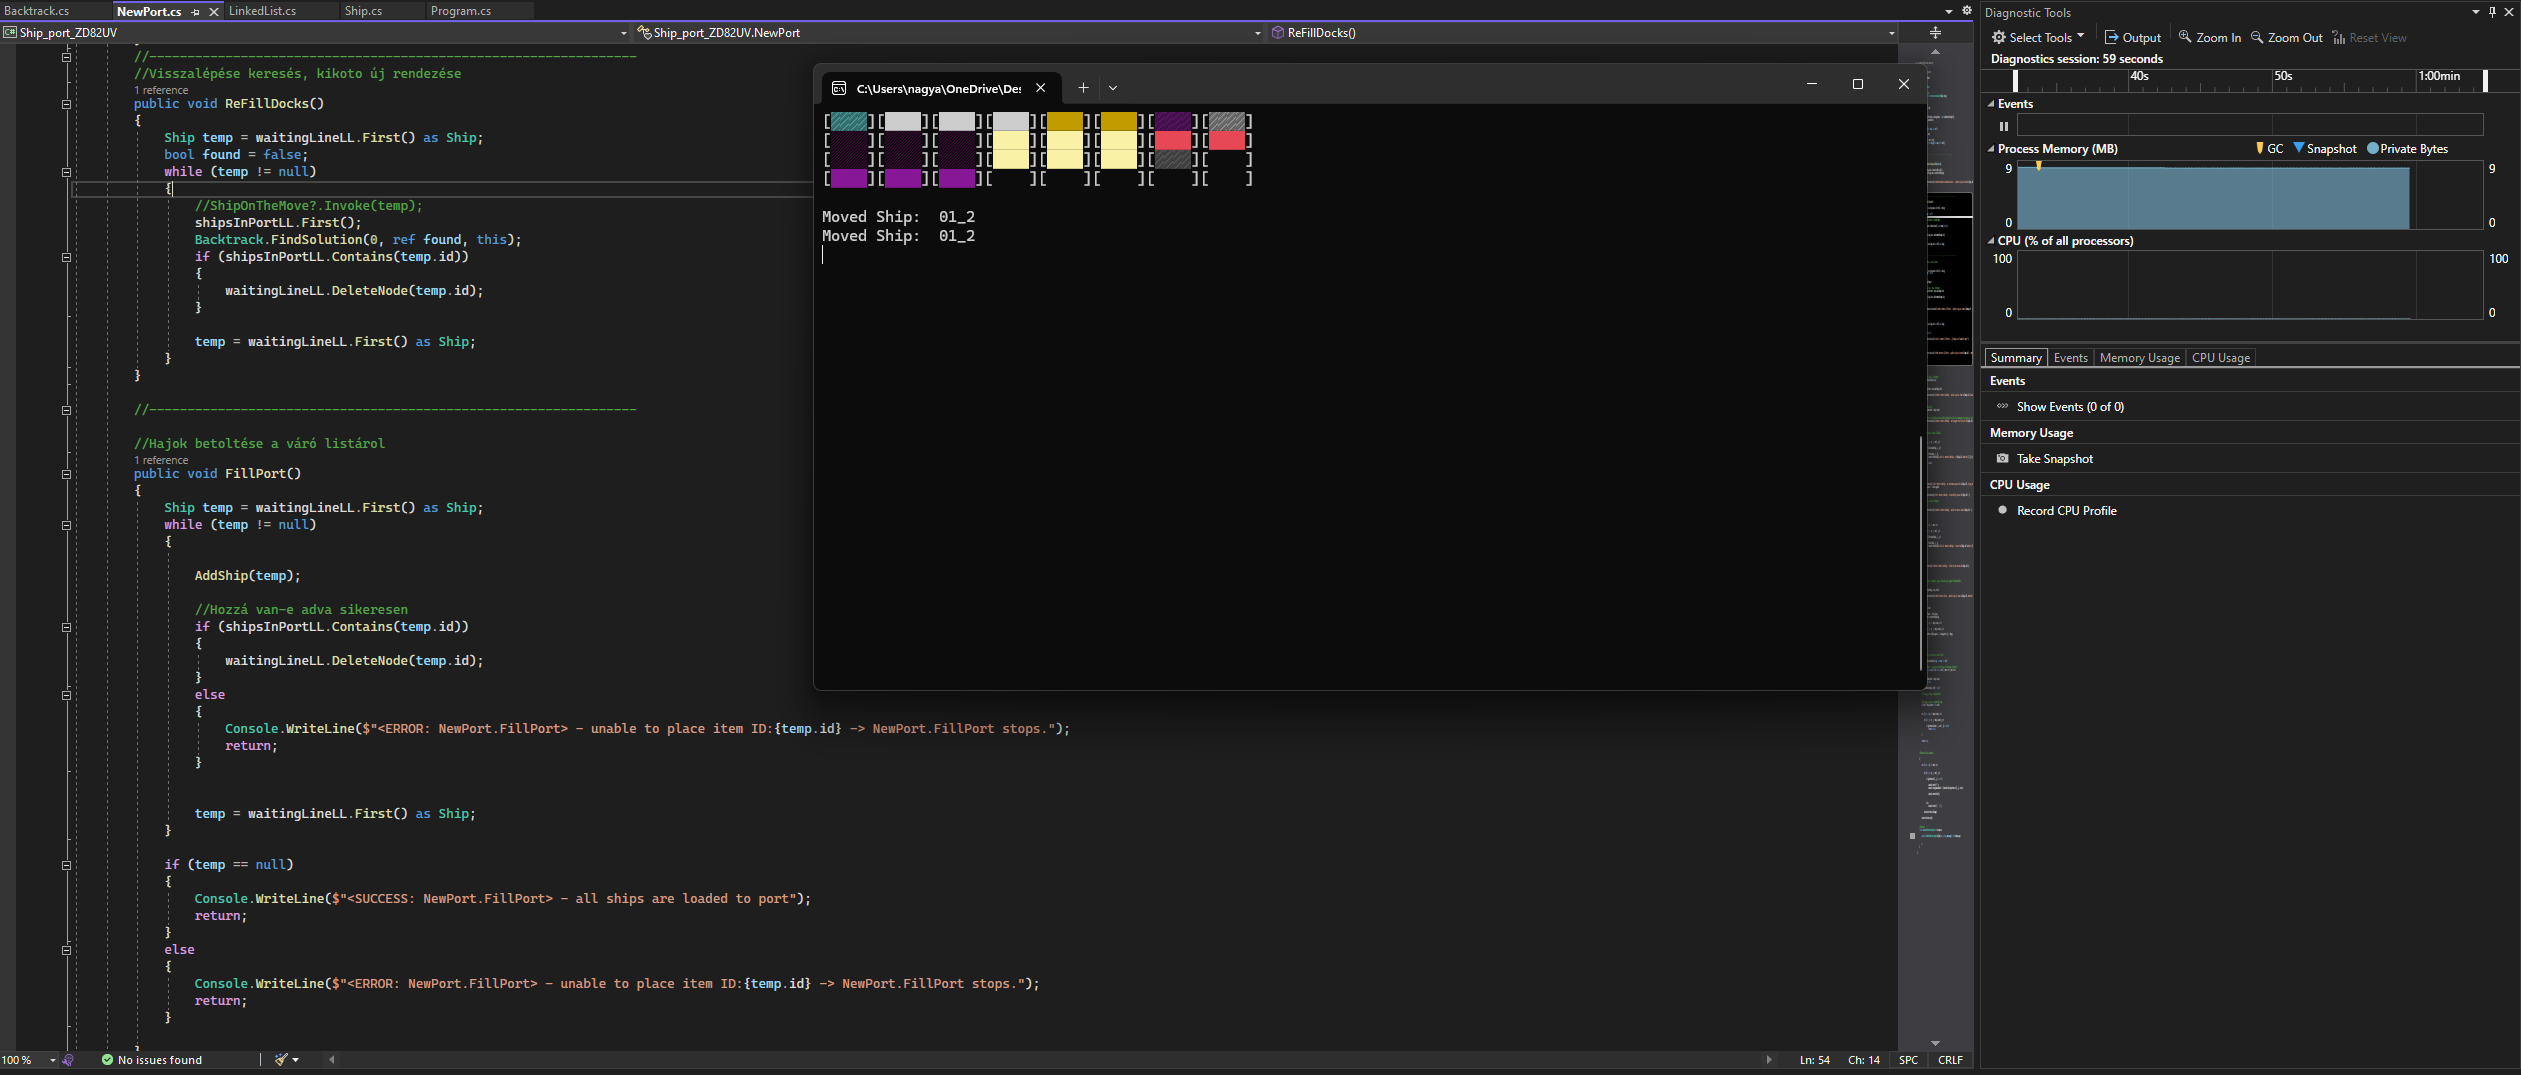 Backtrack.cs NewPort.cs LinkedList.cs Ship.cs Program.cs
Ship_port_ZD82UV Ship_port_ZD82UV.NewPort ReFillDocks()
//----------------------------------------------------------------
//Visszalépése keresés, kikoto új rendezése
1 reference
public void ReFillDocks()
{
Ship temp = waitingLineLL.First() as Ship;
bool found = false;
while (temp != null)
{
//ShipOnTheMove?.Invoke(temp);
shipsInPortLL.First();
Backtrack.FindSolution(0, ref found, this);
if (shipsInPortLL.Contains(temp.id))
{
waitingLineLL.DeleteNode(temp.id);
}
temp = waitingLineLL.First() as Ship;
}
}
//----------------------------------------------------------------
//Hajok betoltése a váró listárol
1 reference
public void FillPort()
{
Ship temp = waitingLineLL.First() as Ship;
while (temp != null)
{
AddShip(temp);
//Hozzá van-e adva sikeresen
if (shipsInPortLL.Contains(temp.id))
{
waitingLineLL.DeleteNode(temp.id);
}
else
{
Console.WriteLine($"<ERROR: NewPort.FillPort> - unable to place item ID:{temp.id} -> NewPort.FillPort stops.");
return;
}
temp = waitingLineLL.First() as Ship;
}
if (temp == null)
{
Console.WriteLine($"<SUCCESS: NewPort.FillPort> - all ships are loaded to port");
return;
}
else
{
Console.WriteLine($"<ERROR: NewPort.FillPort> - unable to place item ID:{temp.id} -> NewPort.FillPort stops.");
return;
}
100 % No issues found Ln: 54 Ch: 14 SPC CRLF
C:\Users\nagya\OneDrive\Des
[ ][ ][ ][ ][ ][ ][ ][ ]
[ ][ ][ ][ ][ ][ ][ ][ ]
[ ][ ][ ][ ][ ][ ][ ][ ]
[ ][ ][ ][ ][ ][ ][ ][ ]
Moved Ship: 01_2
Moved Ship: 01_2
Diagnostic Tools
Select Tools Output Zoom In Zoom Out Reset View
Diagnostics session: 59 seconds
40s 50s 1:00min
Events
Process Memory (MB) GC Snapshot Private Bytes
9 9
0 0
CPU (% of all processors)
100 100
0 0
Summary Events Memory Usage CPU Usage
Events
Show Events (0 of 0)
Memory Usage
Take Snapshot
CPU Usage
Record CPU Profile